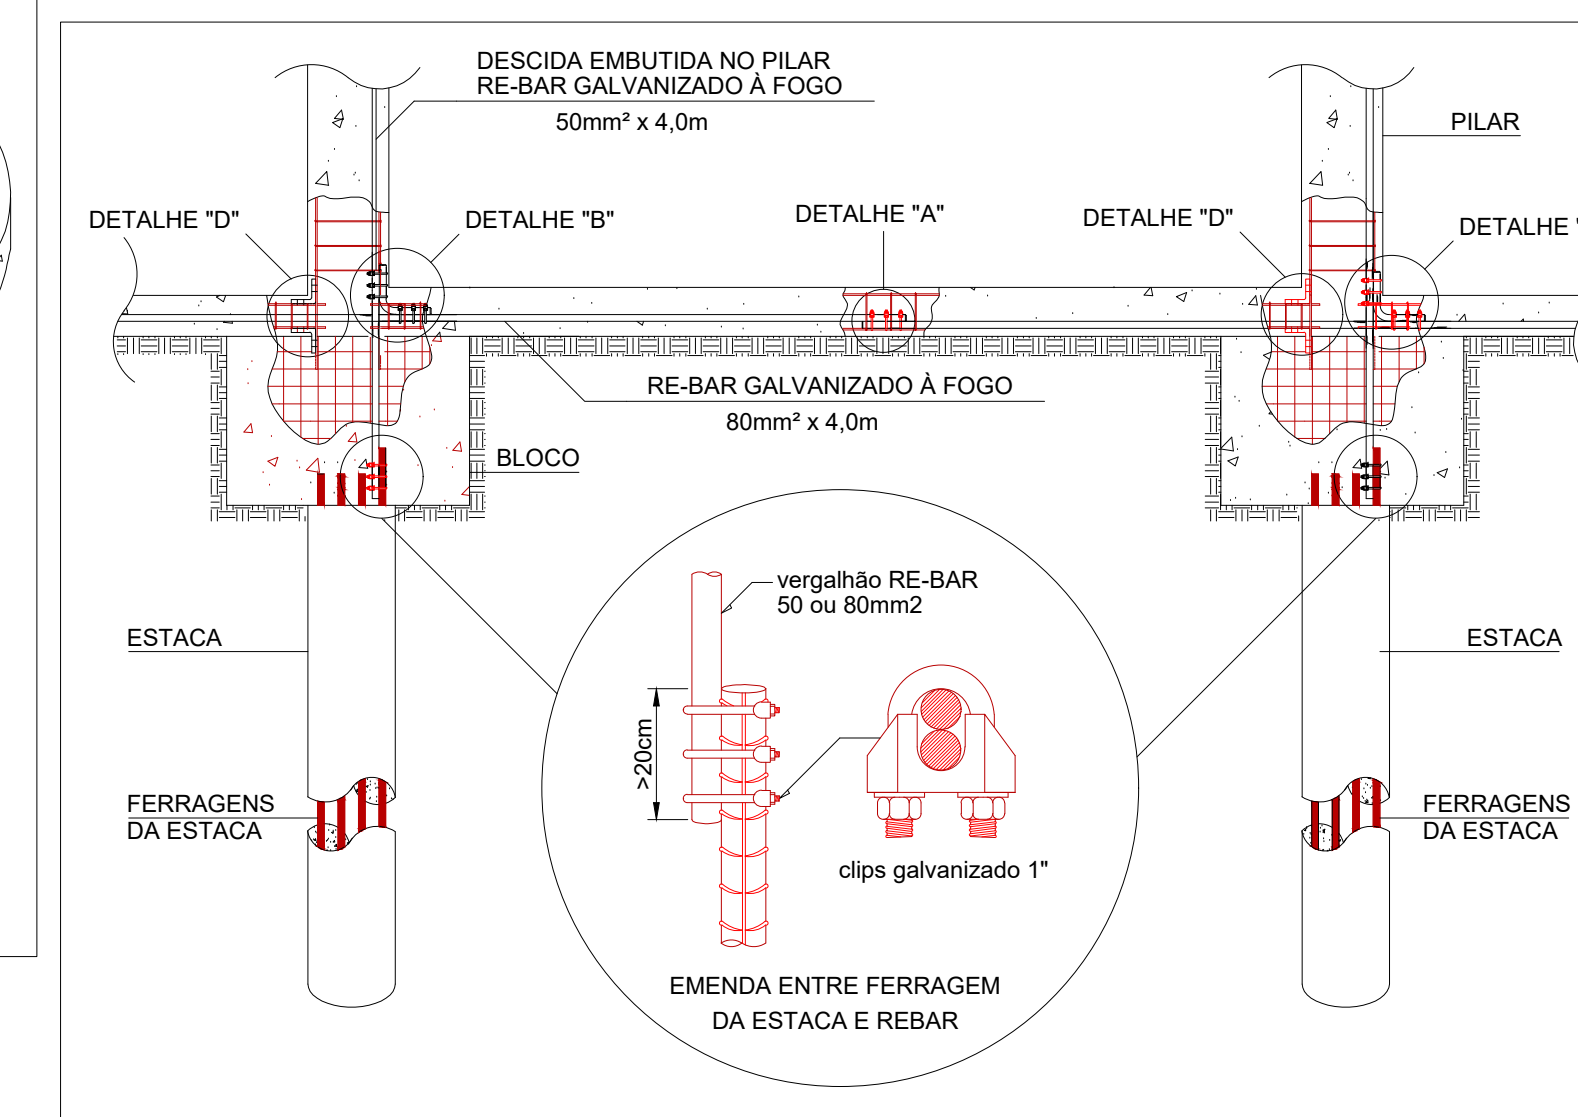 DESCIDA EMBUTIDA NO PILAR
RE-BAR GALVANIZADO À FOGO
50mm² x 4,0m
PILAR
DETALHE "D"
DETALHE "B"
DETALHE "A"
DETALHE "D"
DETALHE "
RE-BAR GALVANIZADO À FOGO
80mm² x 4,0m
BLOCO
vergalhão RE-BAR
50 ou 80mm2
ESTACA
ESTACA
>20cm
FERRAGENS
DA ESTACA
FERRAGENS
DA ESTACA
clips galvanizado 1"
EMENDA ENTRE FERRAGEM
DA ESTACA E REBAR